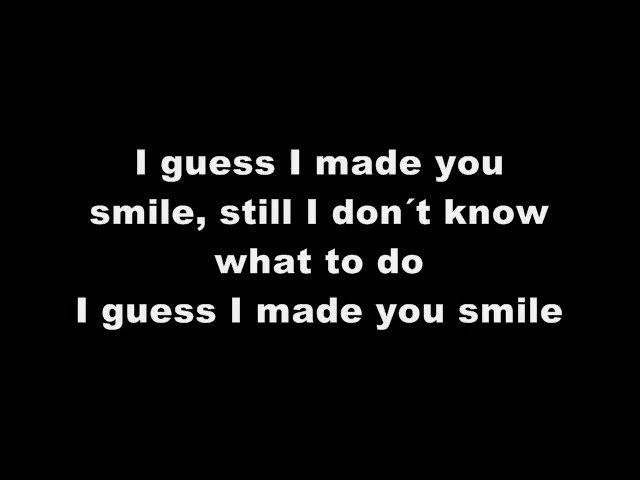 I guess I made you
smile, still I don´t know
what to do
I guess I made you smile